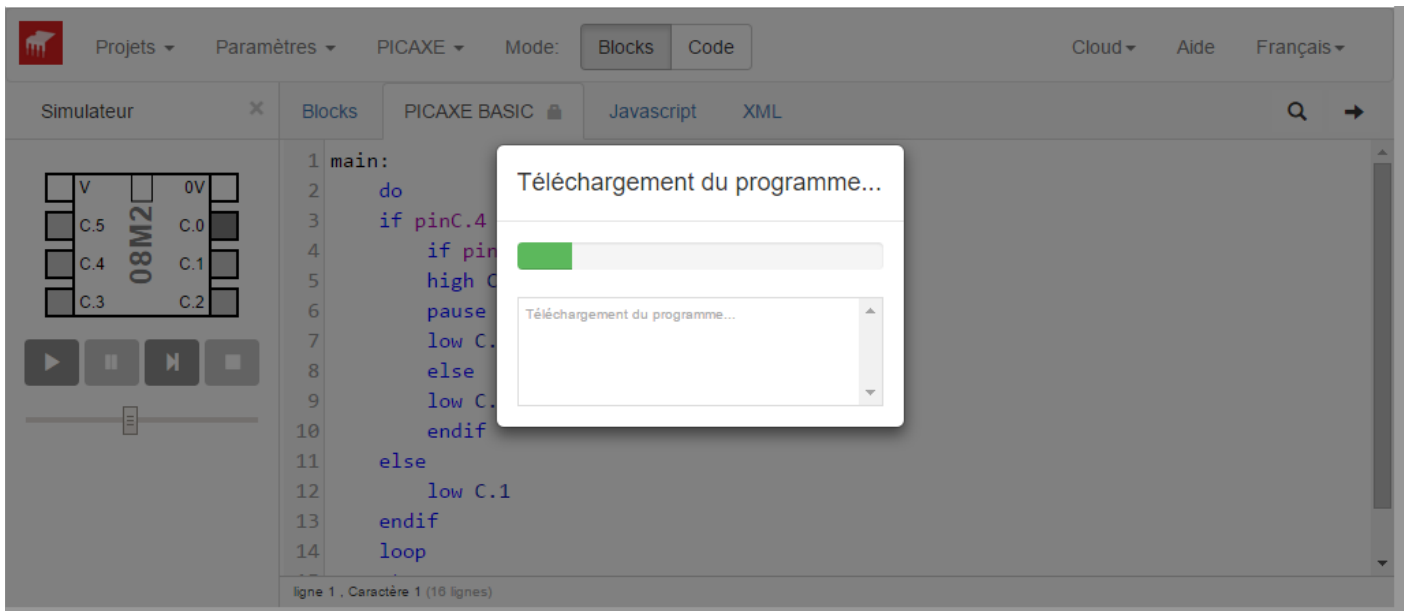 Projets Paramètres PICAXE Mode: Blocks Code Cloud Aide Français
Simulateur × Blocks PICAXE BASIC Javascript XML
V 0V
C.5 C.0
C.4 C.1
C.3 C.2
08M2
1 main:
2 do
3 if pinC.4
4 if pin
5 high C
6 pause
7 low C.
8 else
9 low C.
10 endif
11 else
12 low C.1
13 endif
14 loop
Téléchargement du programme...
Téléchargement du programme...
ligne 1 , Caractère 1 (16 lignes)